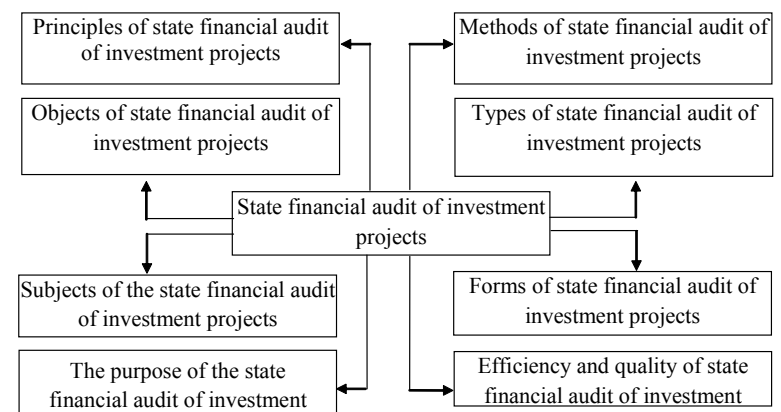 Principles of state financial audit
of investment projects
Methods of state financial audit of
investment projects
Objects of state financial audit of
investment projects
Types of state financial audit of
investment projects
State financial audit of investment
projects
Subjects of the state financial audit
of investment projects
Forms of state financial audit of
investment projects
The purpose of the state
financial audit of investment
Efficiency and quality of state
financial audit of investment